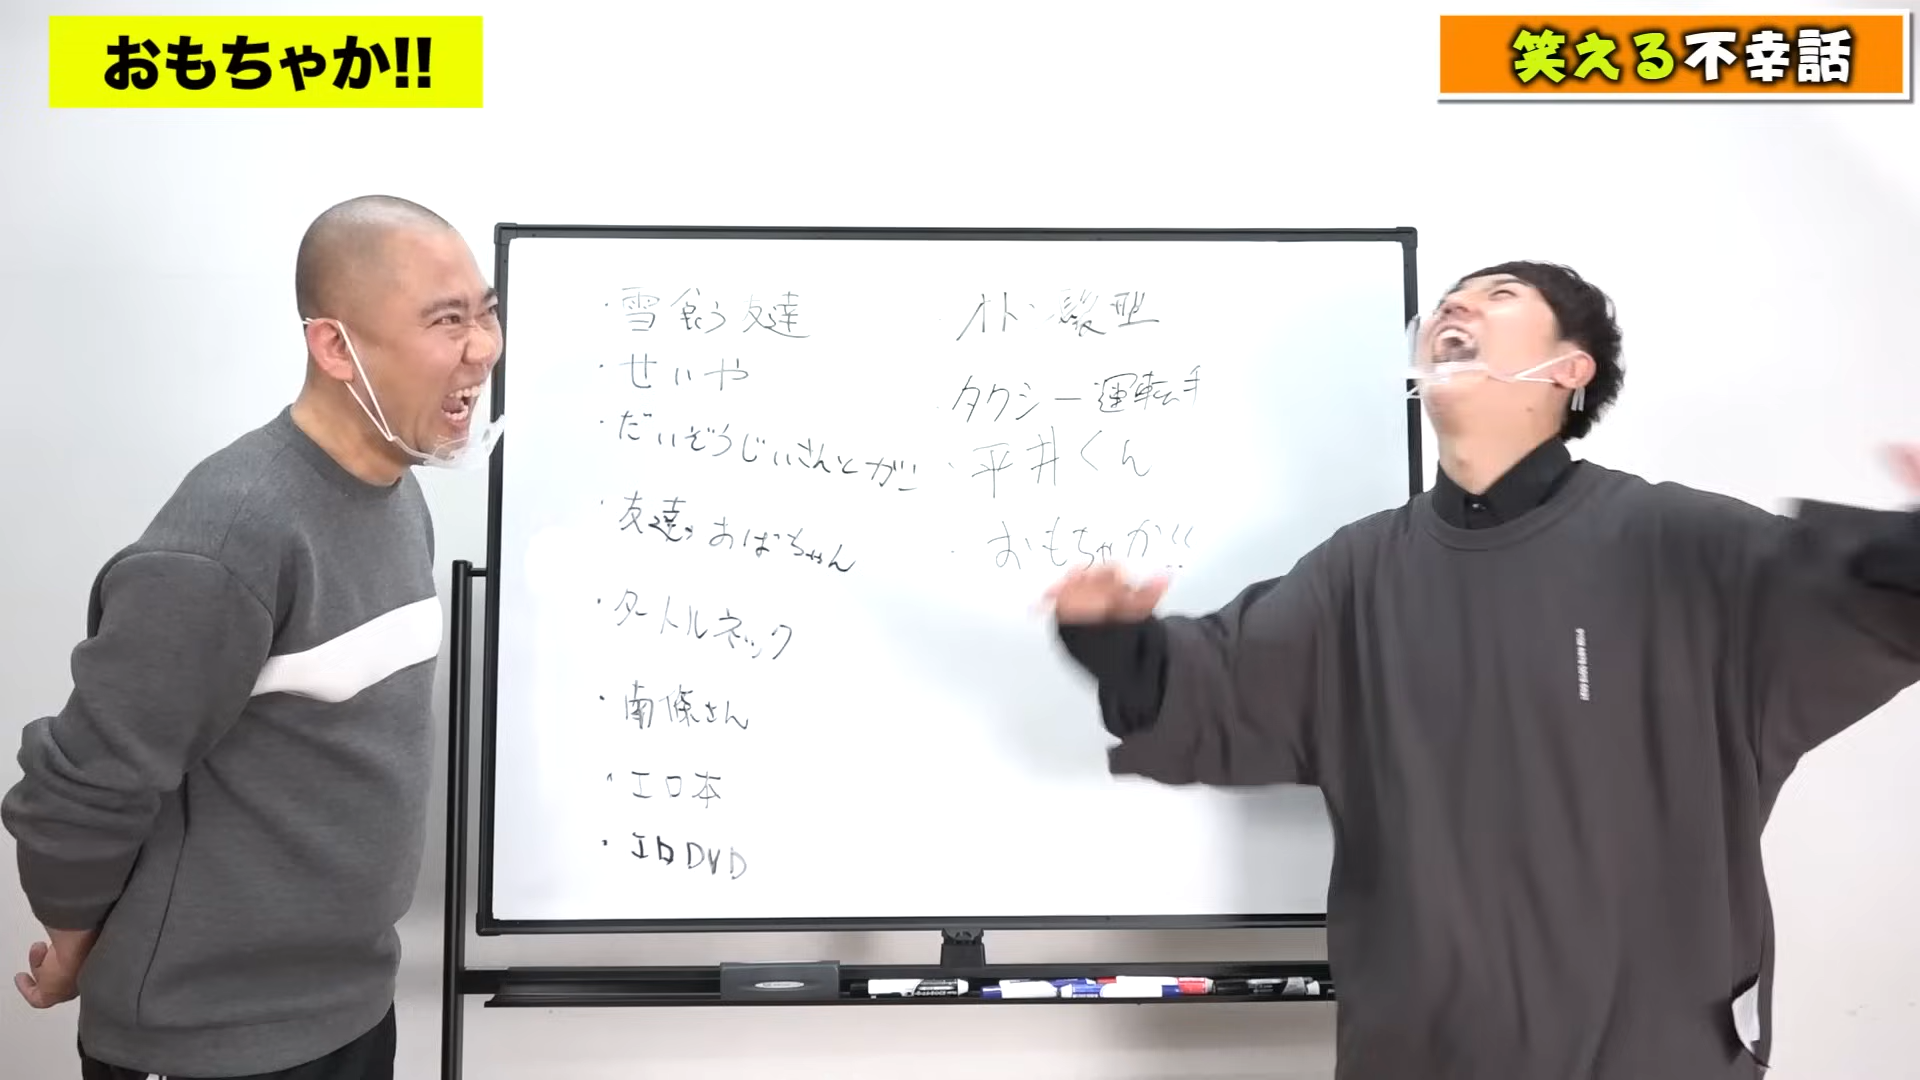 おもちゃか!!
笑える不幸話
・雪食う友達
・せいや
・だいぞうじいさんとガン
・友達のおばちゃん
・タートルネック
・南條さん
・エロ本
・エロDVD
・オトン髪型
・タクシー運転手
・平井くん
・おもちゃか!!